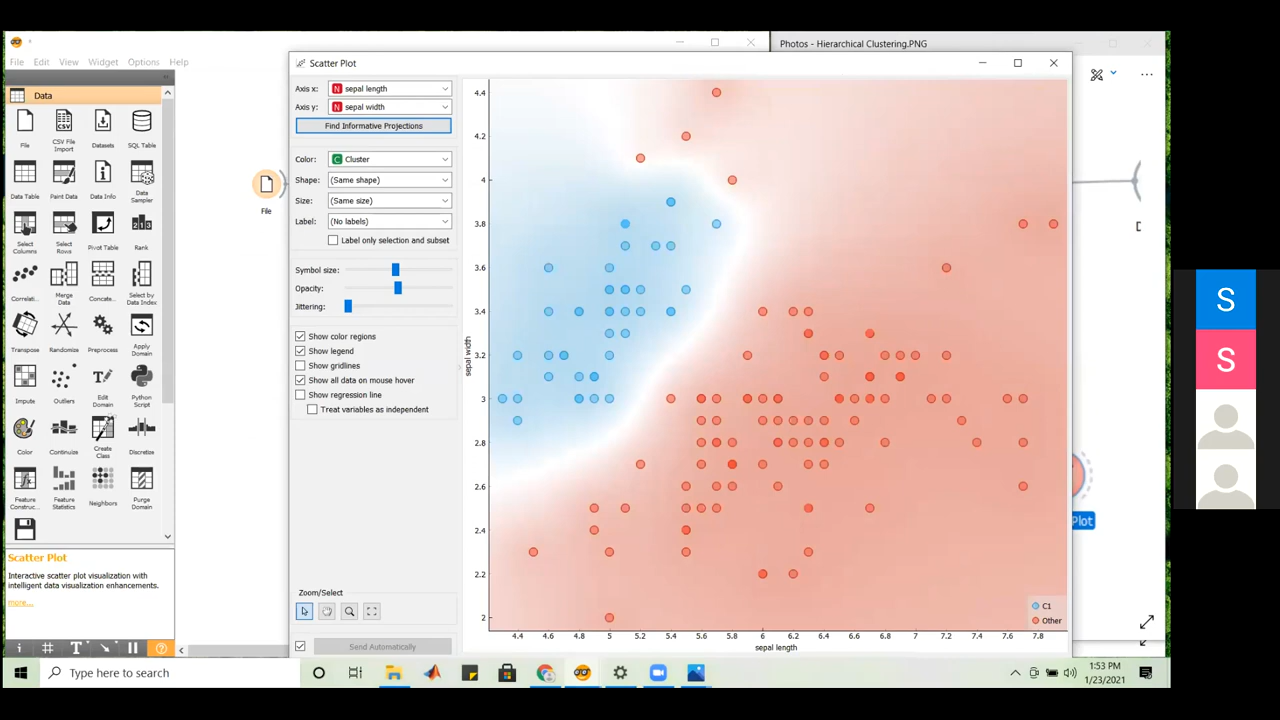 Photos - Hierarchical Clustering.PNG
File Edit View Widget Options Help
Scatter Plot
Data
File
CSV File
Import
Datasets
SQL Table
Data Table
Paint Data
Data Info
Data
Sampler
Select
Columns
Select
Rows
Pivot Table
Rank
Correlati...
Merge
Data
Concate...
Select by
Data Index
Transpose
Randomize
Preprocess
Apply
Domain
Impute
Outliers
Edit
Domain
Python
Script
Color
Continuize
Create
Class
Discretize
Feature
Construc...
Feature
Statistics
Neighbors
Purge
Domain
Scatter Plot
Interactive scatter plot visualization with
intelligent data visualization enhancements.
more...
File
Axis x: N sepal length
Axis y: N sepal width
Find Informative Projections
Color: C Cluster
Shape: (Same shape)
Size: (Same size)
Label: (No labels)
Label only selection and subset
Symbol size:
Opacity:
Jittering:
Show color regions
Show legend
Show gridlines
Show all data on mouse hover
Show regression line
Treat variables as independent
Zoom/Select
Send Automatically
sepal width
4.4
4.2
4
3.8
3.6
3.4
3.2
3
2.8
2.6
2.4
2.2
2
4.4 4.6 4.8 5 5.2 5.4 5.6 5.8 6 6.2 6.4 6.6 6.8 7 7.2 7.4 7.6 7.8
sepal length
C1
Other
Plot
S
S
Type here to search
1:53 PM
1/23/2021